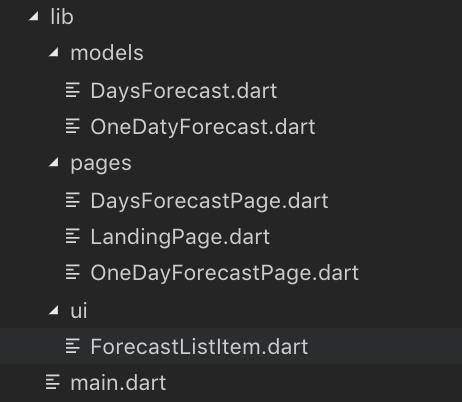 lib
models
DaysForecast.dart
OneDatyForecast.dart
pages
DaysForecastPage.dart
LandingPage.dart
OneDayForecastPage.dart
ui
ForecastListItem.dart
main.dart